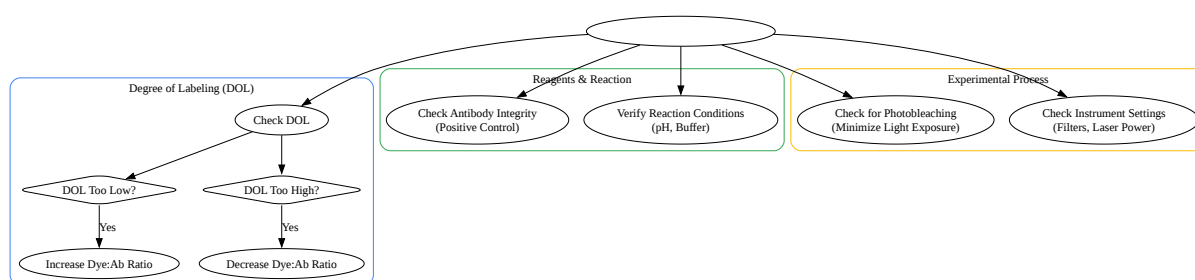 Reagents & Reaction
Experimental Process
Degree of Labeling (DOL)
Check DOL
Check Antibody Integrity
(Positive Control)
Verify Reaction Conditions
(pH, Buffer)
Check for Photobleaching
(Minimize Light Exposure)
Check Instrument Settings
(Filters, Laser Power)
DOL Too Low?
DOL Too High?
Yes
Yes
Increase Dye:Ab Ratio
Decrease Dye:Ab Ratio